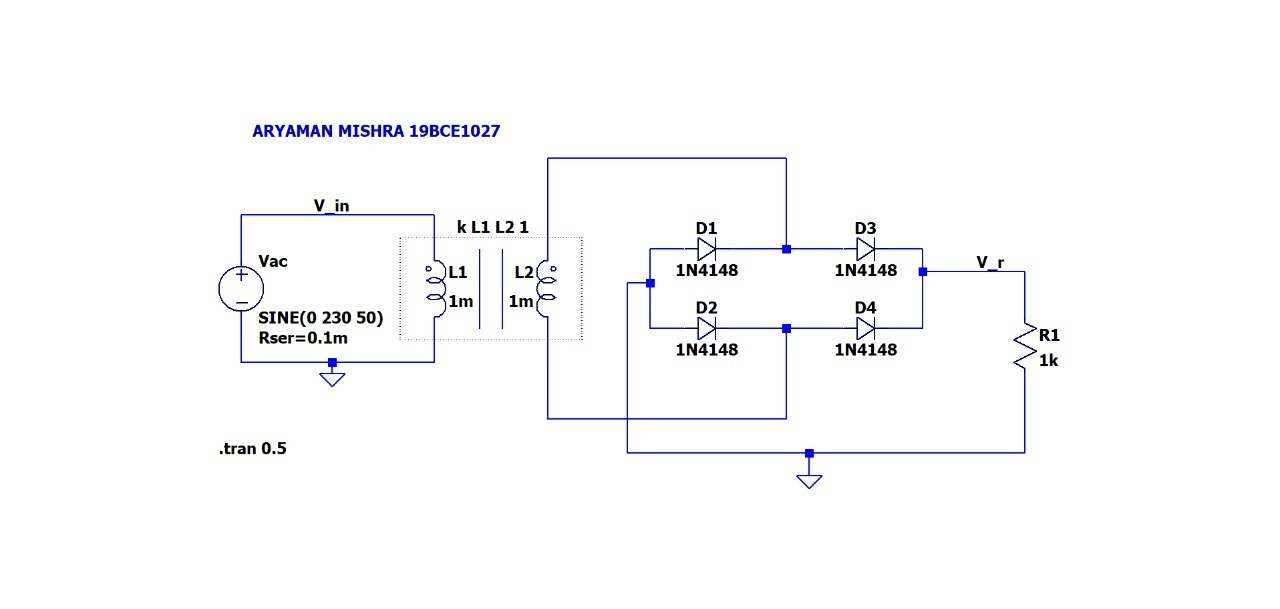 ARYAMAN MISHRA 19BCE1027
V_in
k L1 L2 1
Vac
L1
L2
1m
1m
SINE(0 230 50)
Rser=0.1m
D1
1N4148
D3
1N4148
V_r
D2
1N4148
D4
1N4148
R1
1k
.tran 0.5